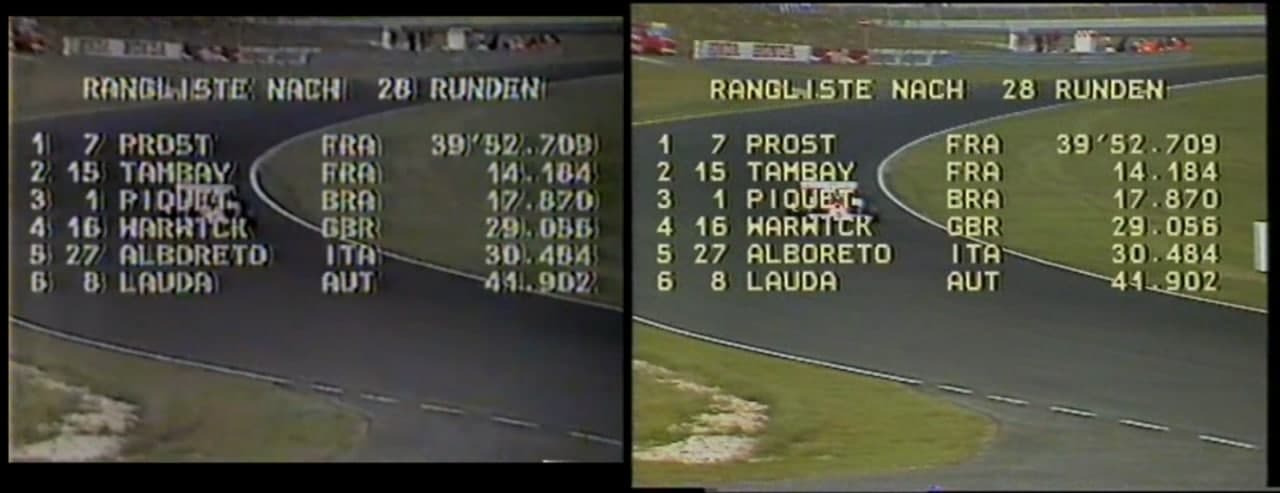 RANGLISTE NACH 28 RUNDEN
1 7 PROST FRA 39'52.709
2 15 TAMBAY FRA 14.184
3 1 PIQUET BRA 17.870
4 16 WARWICK GBR 29.056
5 27 ALBORETO ITA 30.484
6 8 LAUDA AUT 41.902
RANGLISTE NACH 28 RUNDEN
1 7 PROST FRA 39'52.709
2 15 TAMBAY FRA 14.184
3 1 PIQUET BRA 17.870
4 16 WARWICK GBR 29.056
5 27 ALBORETO ITA 30.484
6 8 LAUDA AUT 41.902